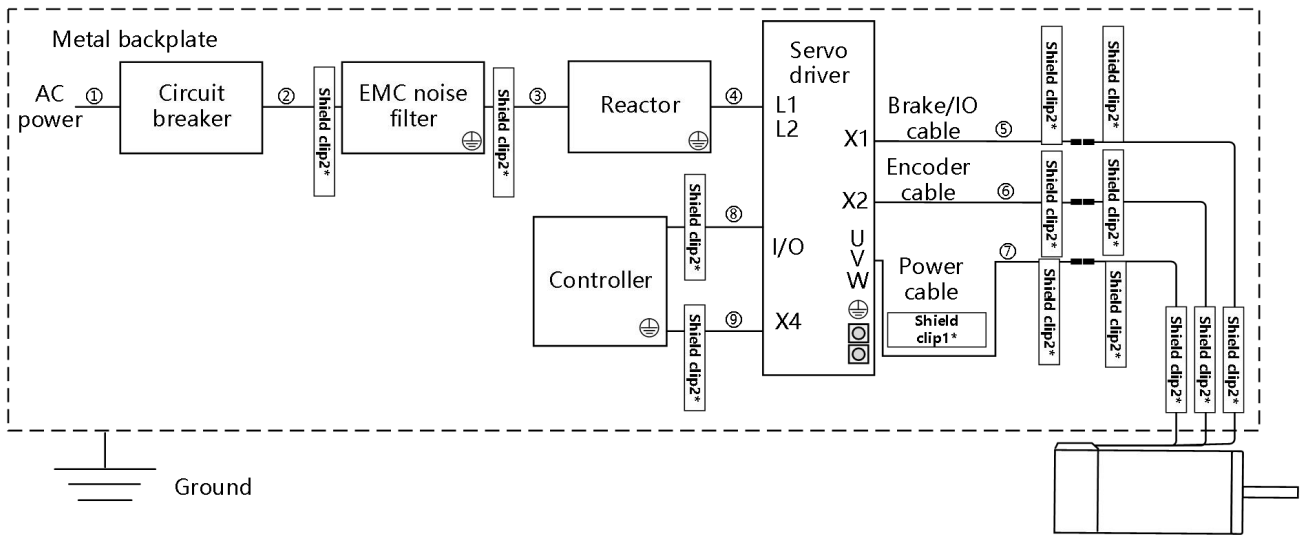 Metal backplate
AC
power
①
Circuit
breaker
②
Shield clip2*
EMC noise
filter
Shield clip2*
③
Reactor
④
Servo
driver
L1
L2
X1
X2
U
V
W
I/O
X4
Brake/IO
cable
⑤
Shield clip2*
Shield clip2*
Encoder
cable
⑥
Shield clip2*
Shield clip2*
Power
cable
⑦
Shield
clip1*
Shield clip2*
Shield clip2*
Controller
Shield clip2*
⑧
Shield clip2*
⑨
Shield clip2*
Shield clip2*
Shield clip2*
Ground